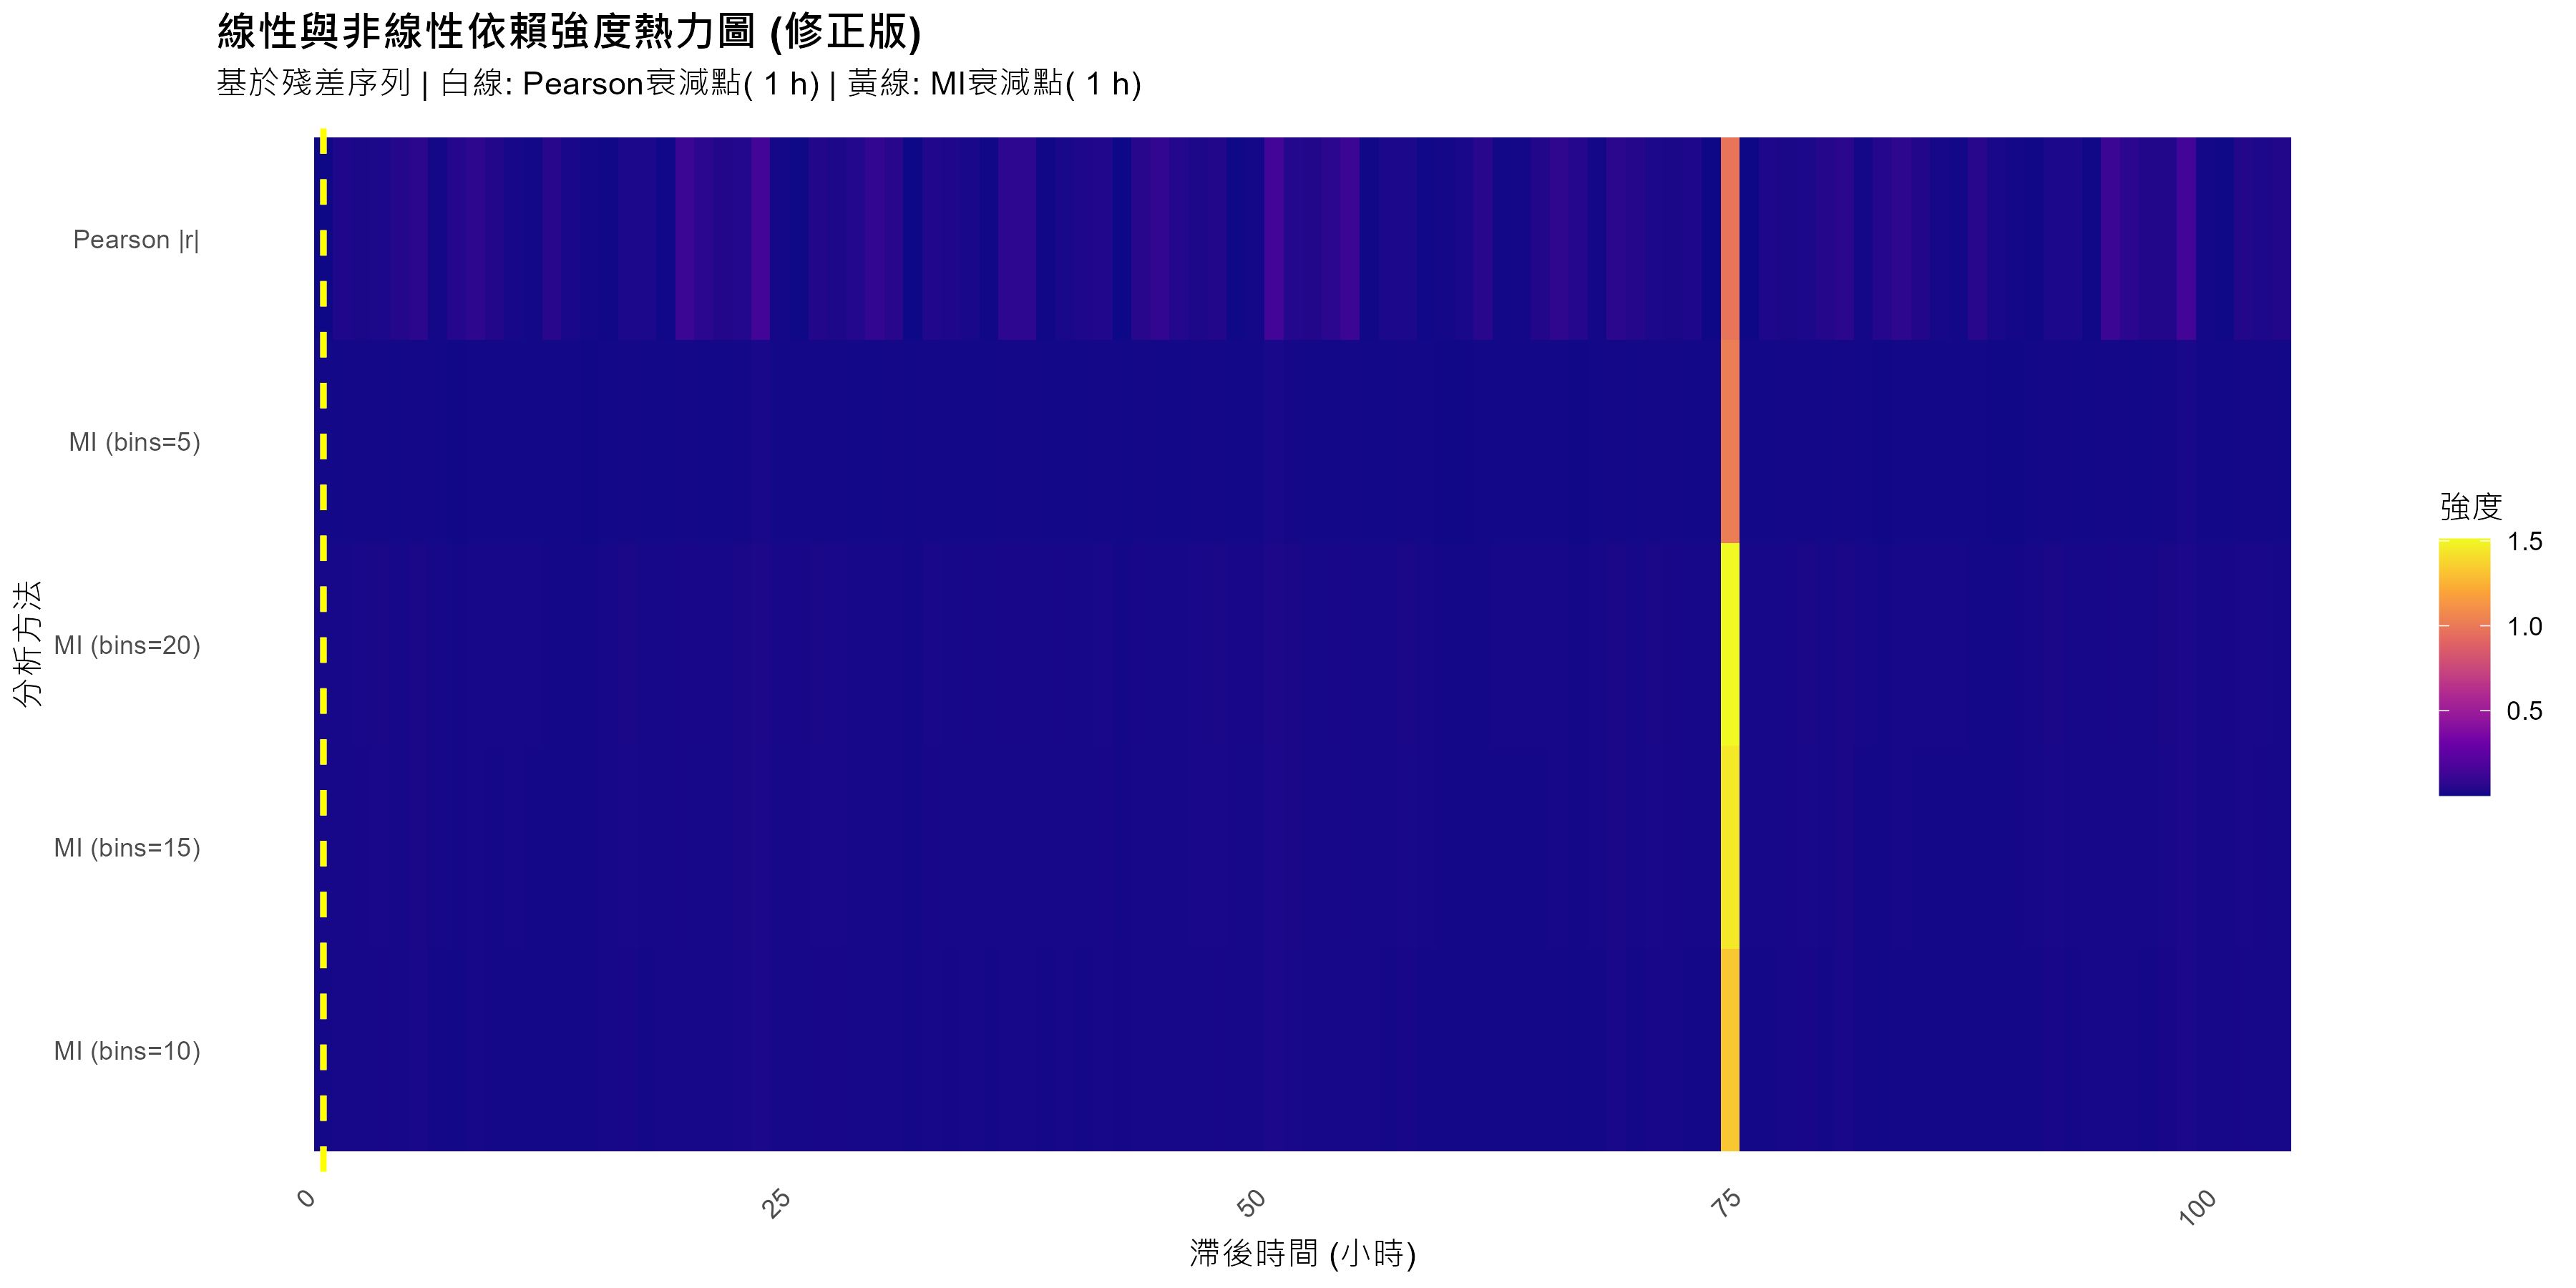 線性與非線性依賴強度熱力圖 (修正版)
基於殘差序列 | 白線: Pearson衰減點( 1 h) | 黃線: MI衰減點( 1 h)
分析方法
Pearson |r|
MI (bins=5)
MI (bins=20)
MI (bins=15)
MI (bins=10)
0
25
50
75
100
滯後時間 (小時)
強度
1.5
1.0
0.5